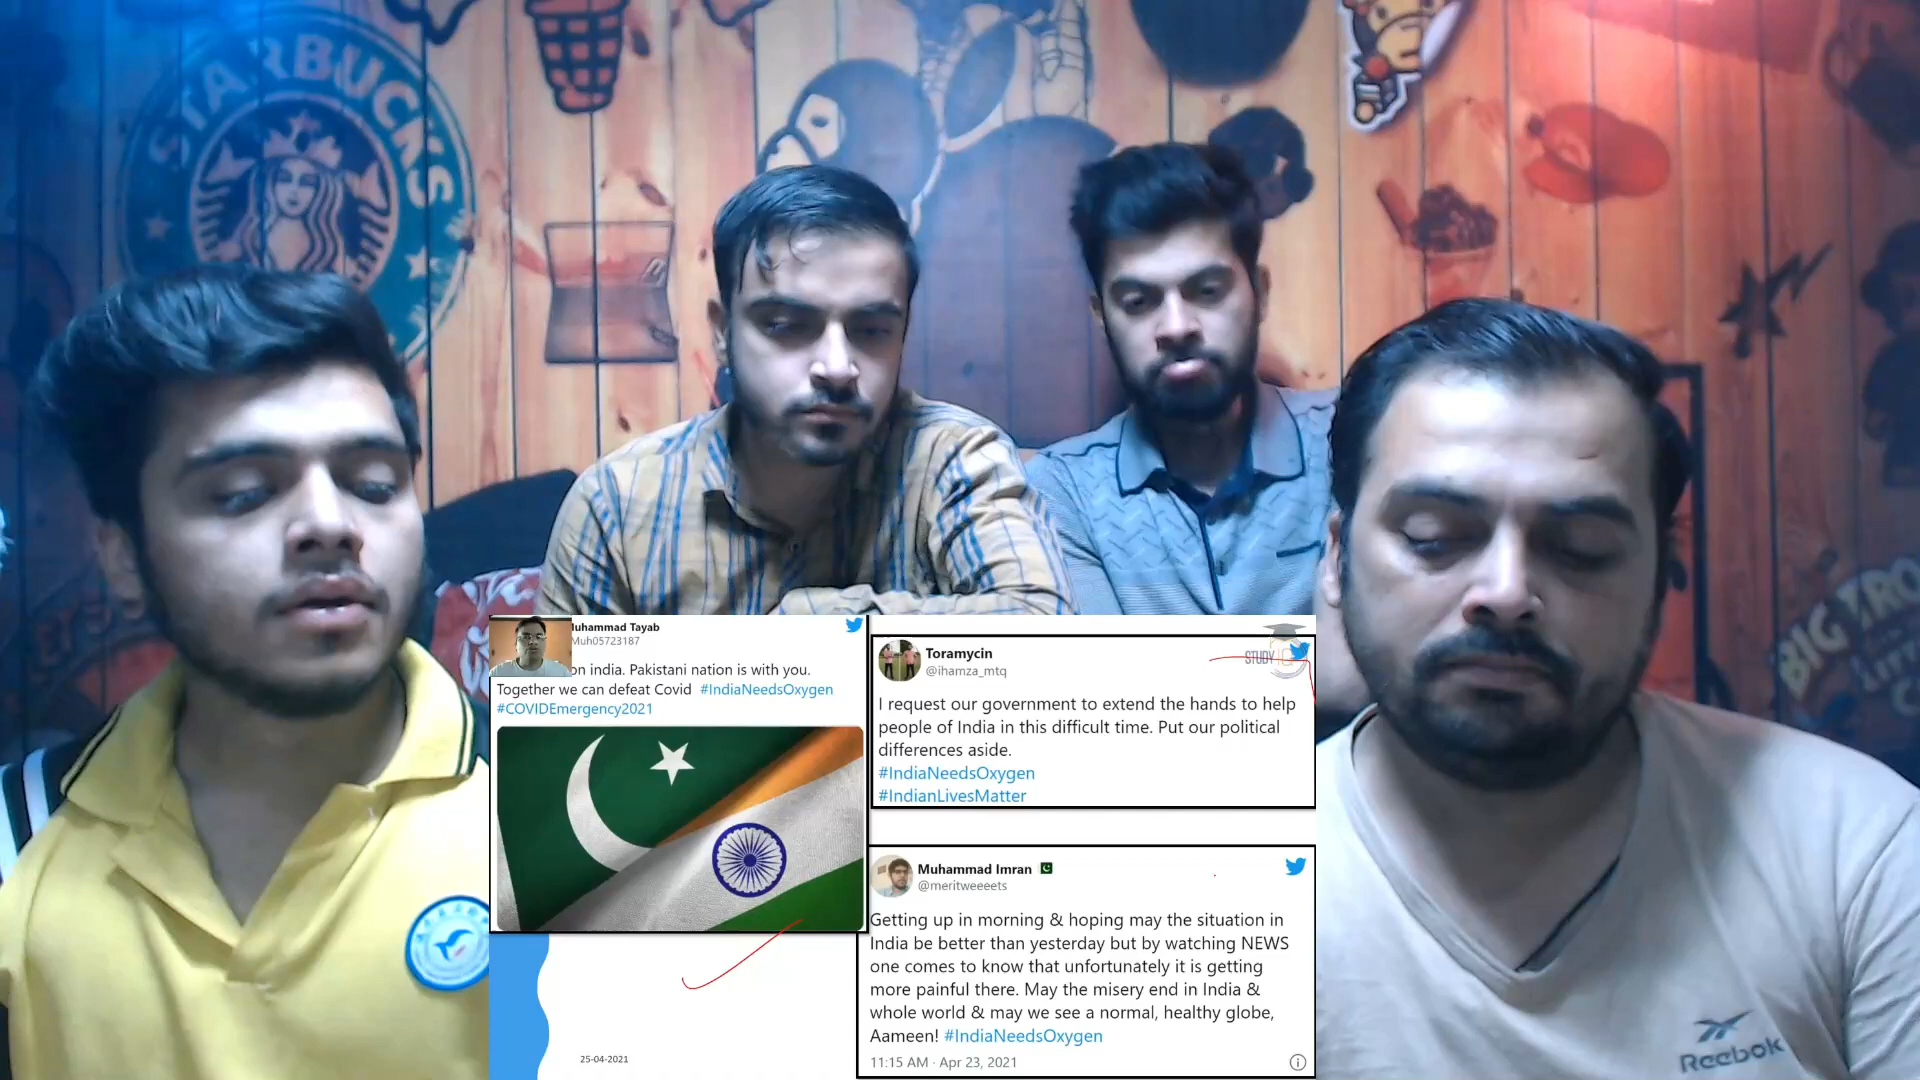 STARBUCKS
Muhammad Tayab
Muh05723187
on india. Pakistani nation is with you.
Together we can defeat Covid #IndiaNeedsOxygen
#COVIDEmergency2021
25-04-2021
Toramycin
@ihamza_mtq
STUDY IQ
I request our government to extend the hands to help
people of India in this difficult time. Put our political
differences aside.
#IndiaNeedsOxygen
#IndianLivesMatter
Muhammad Imran
@meritweeeets
Getting up in morning & hoping may the situation in
India be better than yesterday but by watching NEWS
one comes to know that unfortunately it is getting
more painful there. May the misery end in India &
whole world & may we see a normal, healthy globe,
Aameen! #IndiaNeedsOxygen
11:15 AM · Apr 23, 2021
BIG
Reebok